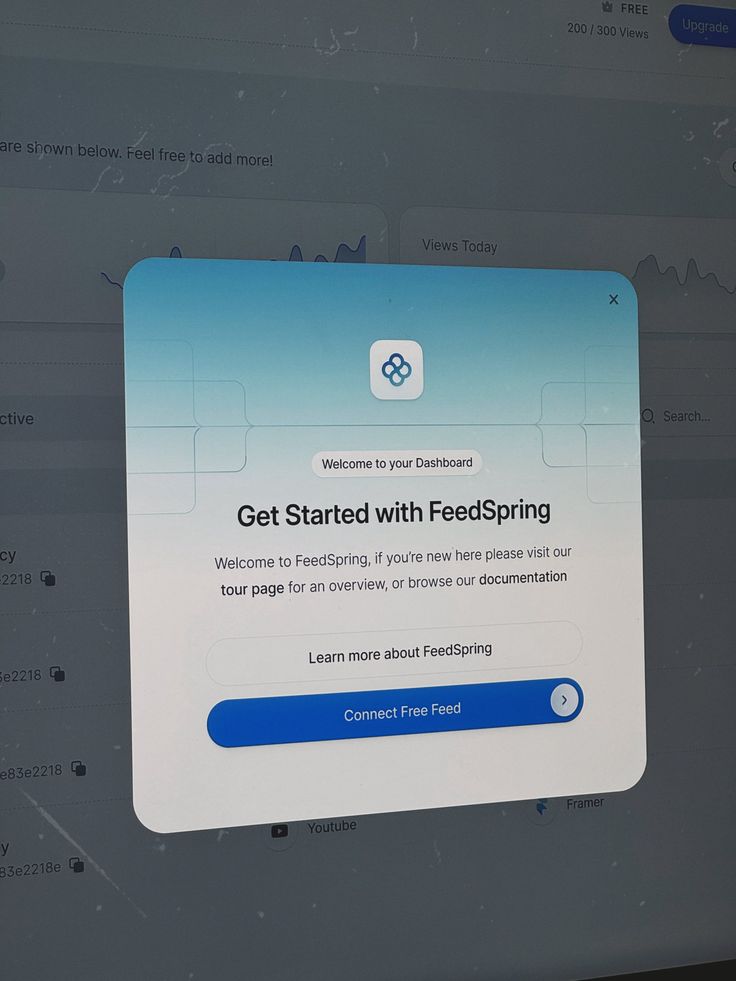 FREE
200 / 300 Views
Upgrade
are shown below. Feel free to add more!
Views Today
ctive
Search...
Welcome to your Dashboard
Get Started with FeedSpring
Welcome to FeedSpring, if you're new here please visit our
tour page for an overview, or browse our documentation
Learn more about FeedSpring
Connect Free Feed
cy
2218
3e2218
e83e2218
Youtube
Framer
y
83e2218e